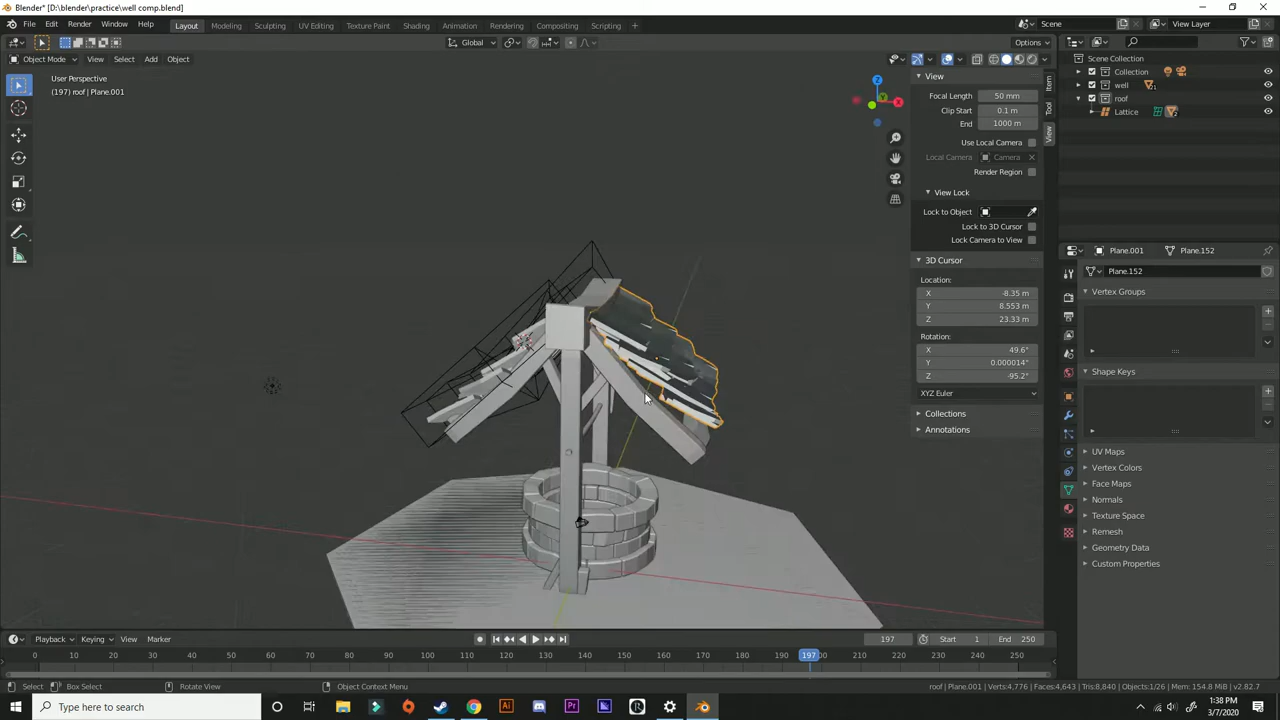 Blender* [D:\blender\practice\well comp.blend]
File Edit Render Window Help Layout Modeling Sculpting UV Editing Texture Paint Shading Animation Rendering Compositing Scripting + Scene View Layer
Global Options
Object Mode View Select Add Object
User Perspective
(197) roof | Plane.001
Z
Y
X
View
Focal Length 50 mm
Clip Start 0.1 m
End 1000 m
Use Local Camera
Local Camera Camera
Render Region
View Lock
Lock to Object
Lock to 3D Cursor
Lock Camera to View
3D Cursor
Location:
X -8.35 m
Y 8.553 m
Z 23.33 m
Rotation:
X 49.6°
Y 0.000014°
Z -95.2°
XYZ Euler
Collections
Annotations
Item
Tool
View
Scene Collection
Collection
well
roof
Lattice
Plane.001 Plane.152
Plane.152
Vertex Groups
Shape Keys
UV Maps
Vertex Colors
Face Maps
Normals
Texture Space
Remesh
Geometry Data
Custom Properties
Playback Keying View Marker 197 Start 1 End 250
0 10 20 30 40 50 60 70 80 90 100 110 120 130 140 150 160 170 180 197 210 220 230 240 250
Select Box Select Rotate View Object Context Menu roof | Plane.001 | Verts:4,776 | Faces:4,643 | Tris:8,840 | Objects:1/26 | Mem: 154.8 MiB | v2.82.7
Type here to search
1:38 PM
3/7/2020